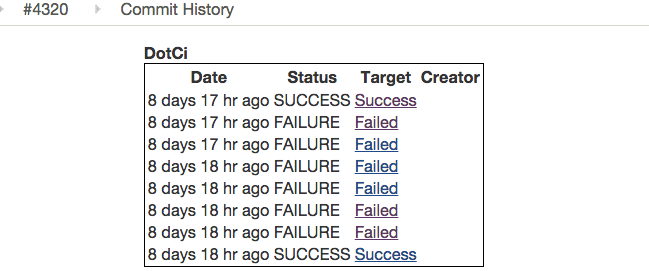 #4320 Commit History
DotCi
Date Status Target Creator
8 days 17 hr ago SUCCESS Success
8 days 17 hr ago FAILURE Failed
8 days 17 hr ago FAILURE Failed
8 days 18 hr ago FAILURE Failed
8 days 18 hr ago FAILURE Failed
8 days 18 hr ago FAILURE Failed
8 days 18 hr ago FAILURE Failed
8 days 18 hr ago SUCCESS Success